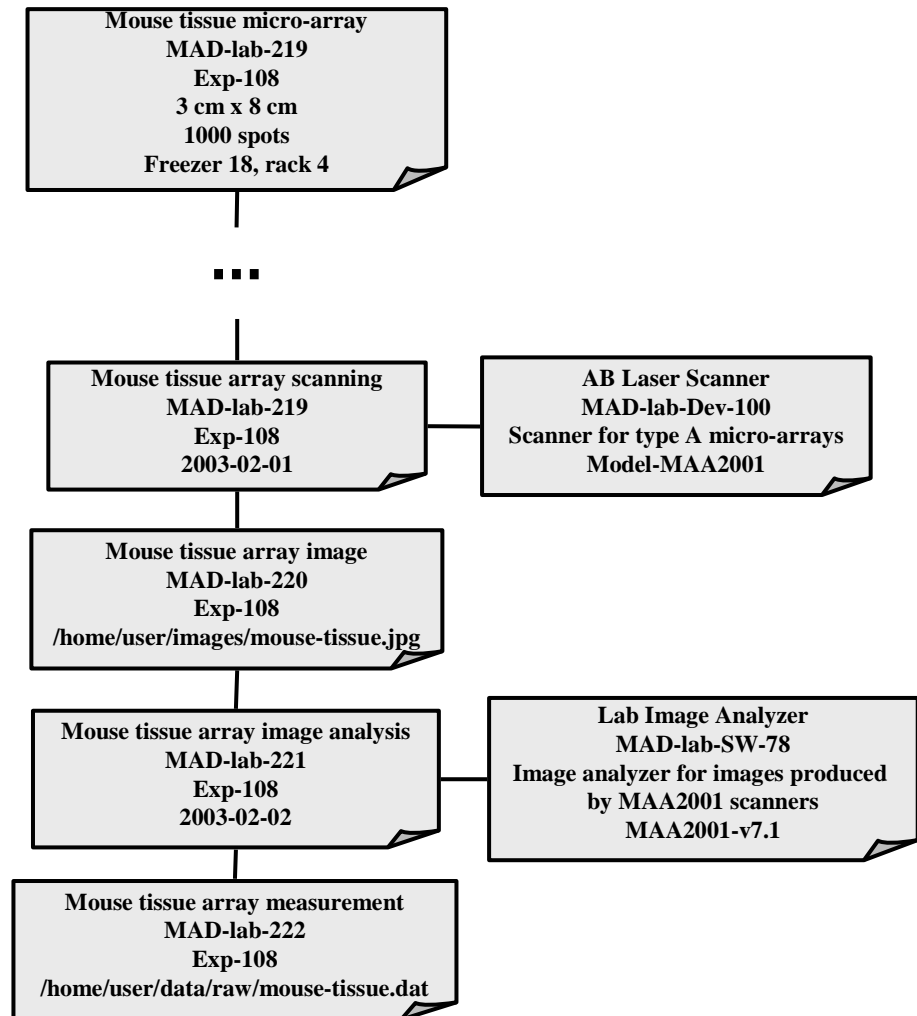 Mouse tissue micro-array
MAD-lab-219
Exp-108
3 cm x 8 cm
1000 spots
Freezer 18, rack 4
...
Mouse tissue array scanning
MAD-lab-219
Exp-108
2003-02-01
AB Laser Scanner
MAD-lab-Dev-100
Scanner for type A micro-arrays
Model-MAA2001
Mouse tissue array image
MAD-lab-220
Exp-108
/home/user/images/mouse-tissue.jpg
Mouse tissue array image analysis
MAD-lab-221
Exp-108
2003-02-02
Lab Image Analyzer
MAD-lab-SW-78
Image analyzer for images produced
by MAA2001 scanners
MAA2001-v7.1
Mouse tissue array measurement
MAD-lab-222
Exp-108
/home/user/data/raw/mouse-tissue.dat